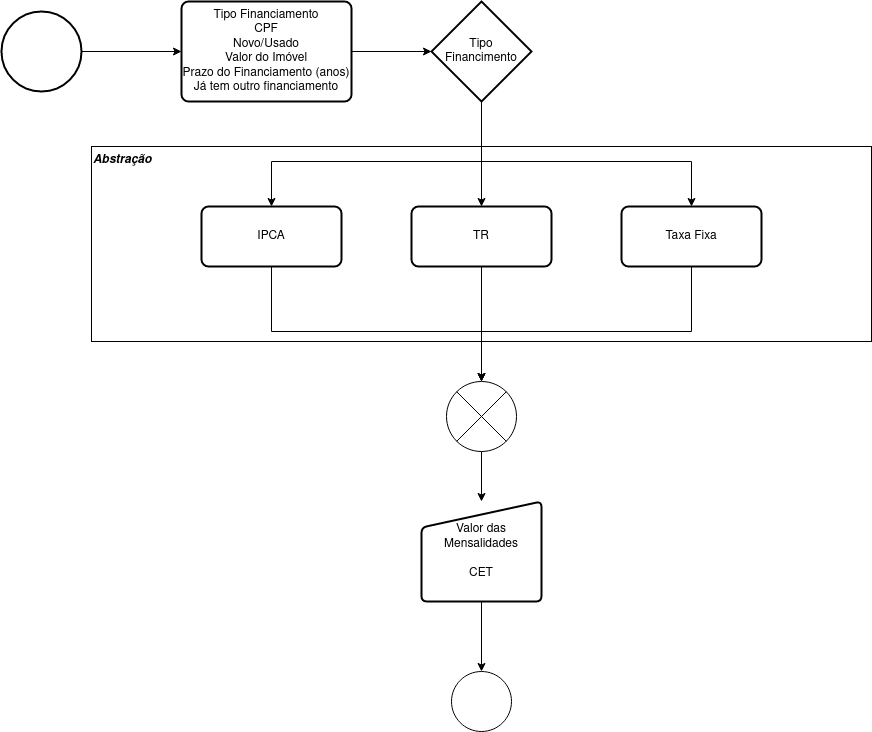 Tipo Financiamento
CPF
Novo/Usado
Valor do Imóvel
Prazo do Financiamento (anos)
Já tem outro financiamento
Tipo
Financimento
Abstração
IPCA
TR
Taxa Fixa
Valor das
Mensalidades
CET